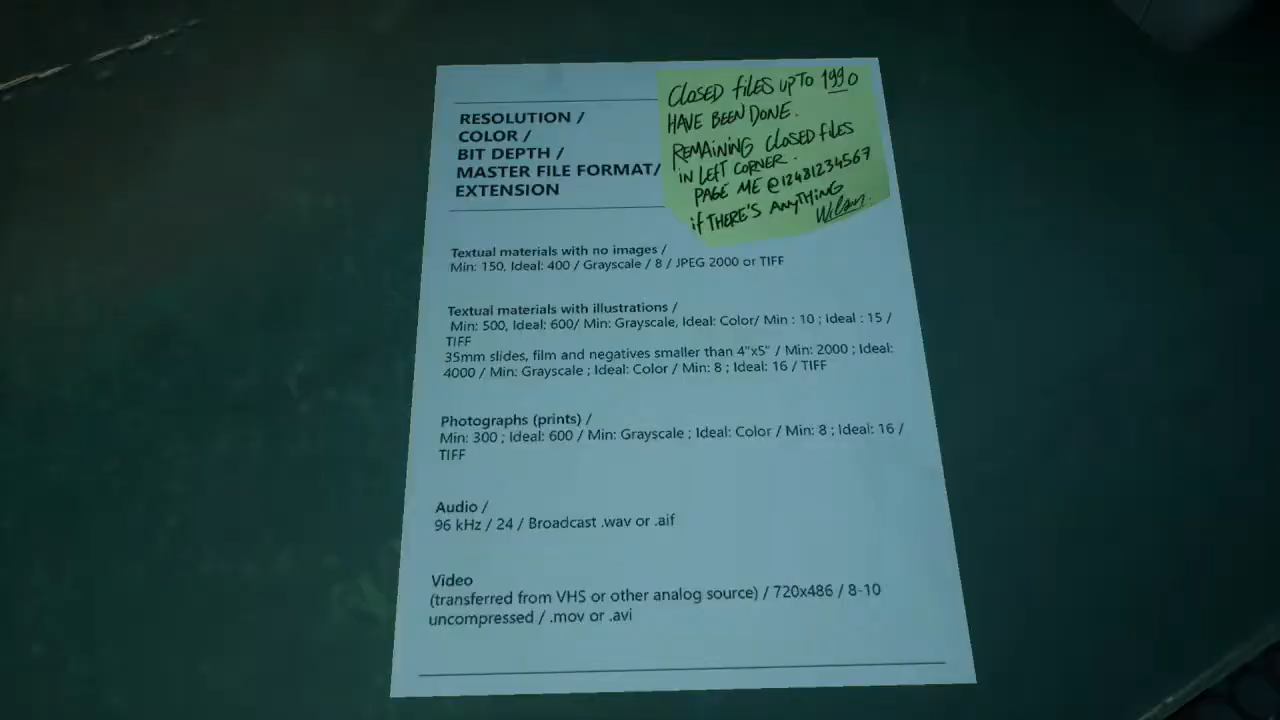 RESOLUTION /
COLOR /
BIT DEPTH /
MASTER FILE FORMAT/
EXTENSION
CLOSED FILES UP TO 1990
HAVE BEEN DONE.
REMAINING CLOSED FILES
IN LEFT CORNER.
PAGE ME @12481234567
if THERE'S ANYTHING
Wilson.
Textual materials with no images /
Min: 150, Ideal: 400 / Grayscale / 8 / JPEG 2000 or TIFF
Textual materials with illustrations /
Min: 500, Ideal: 600/ Min: Grayscale, Ideal: Color/ Min : 10 ; Ideal : 15 /
TIFF
35mm slides, film and negatives smaller than 4"x5" / Min: 2000 ; Ideal:
4000 / Min: Grayscale ; Ideal: Color / Min: 8 ; Ideal: 16 / TIFF
Photographs (prints) /
Min: 300 ; Ideal: 600 / Min: Grayscale ; Ideal: Color / Min: 8 ; Ideal: 16 /
TIFF
Audio /
96 kHz / 24 / Broadcast .wav or .aif
Video
(transferred from VHS or other analog source) / 720x486 / 8-10
uncompressed / .mov or .avi